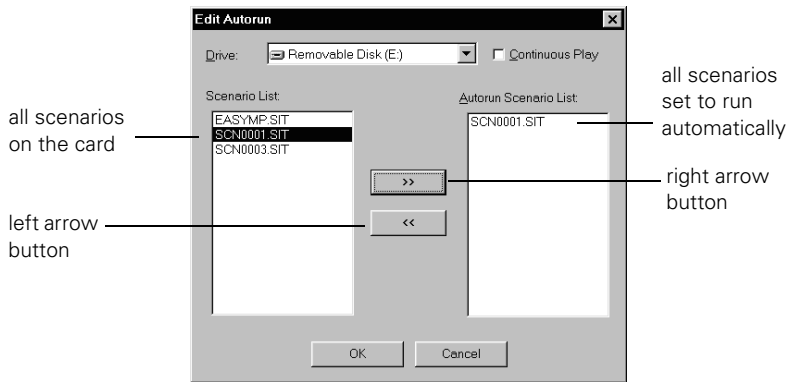 Edit Autorun
Drive:
Removable Disk (E:)
Continuous Play
Scenario List:
Autorun Scenario List:
EASYMP.SIT
SCN0001.SIT
SCN0003.SIT
SCN0001.SIT
>>
<<
OK
Cancel
all scenarios
on the card
left arrow
button
all scenarios
set to run
automatically
right arrow
button